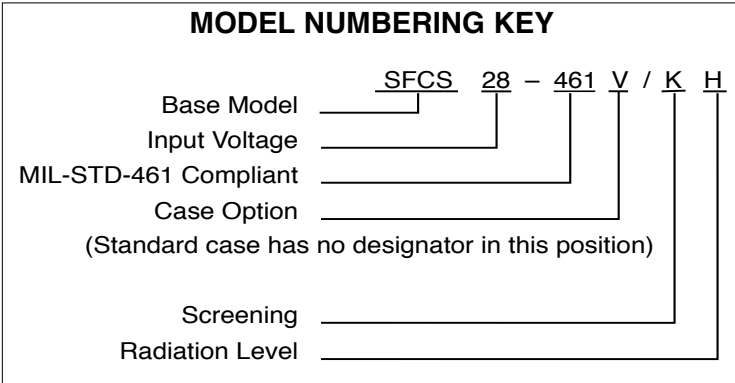 MODEL NUMBERING KEY
SFCS 28 – 461 V / K H
Base Model
Input Voltage
MIL-STD-461 Compliant
Case Option
(Standard case has no designator in this position)
Screening
Radiation Level